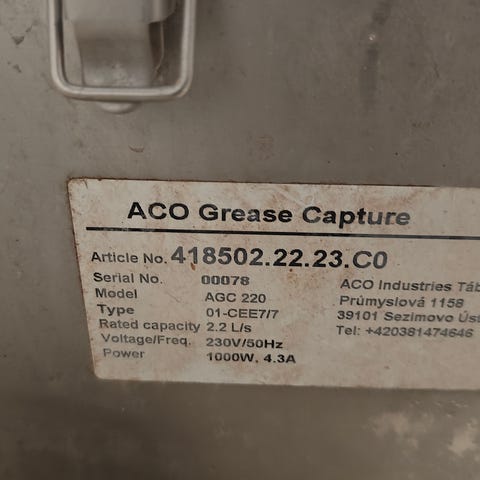 ACO Grease Capture
Article No. 418502.22.23.C0
Serial No. 00078
Model AGC 220
Type 01-CEE7/7
Rated capacity 2.2 L/s
Voltage/Freq. 230V/50Hz
Power 1000W, 4.3A
ACO Industries Táb
Průmyslová 1158
39101 Sezimovo Úst
Tel: +420381474646